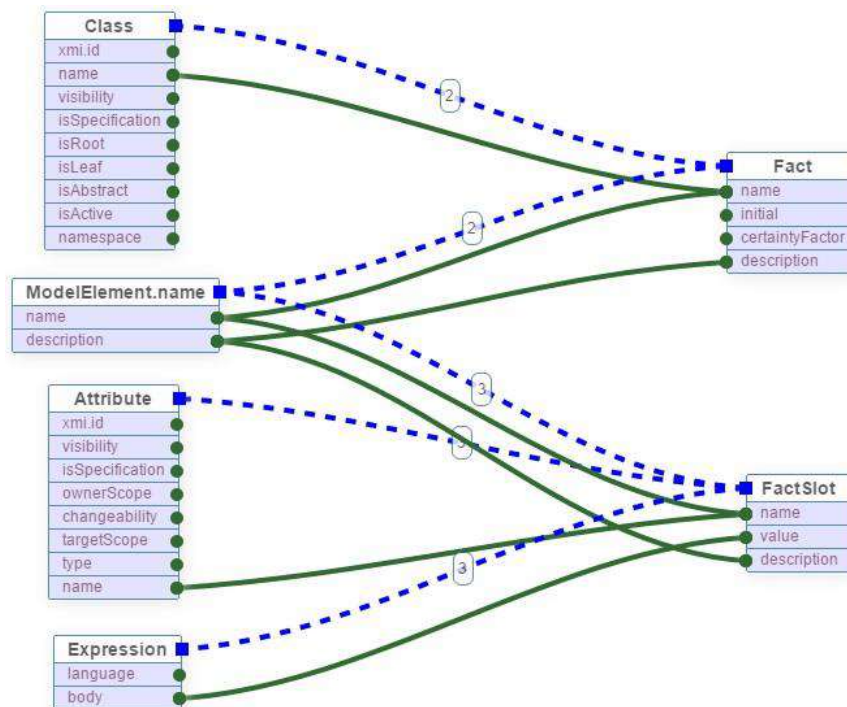 Class
xmi.id
name
visibility
isSpecification
isRoot
isLeaf
isAbstract
isActive
namespace
2
Fact
name
initial
certaintyFactor
description
2
ModelElement.name
name
description
3
Attribute
xmi.id
visibility
isSpecification
ownerScope
changeability
targetScope
type
name
3
FactSlot
name
value
description
3
Expression
language
body